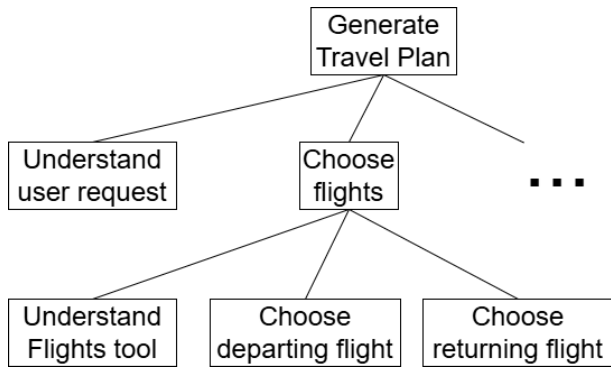 Generate
Travel Plan
Understand
user request
Choose
flights
...
Understand
Flights tool
Choose
departing flight
Choose
returning flight